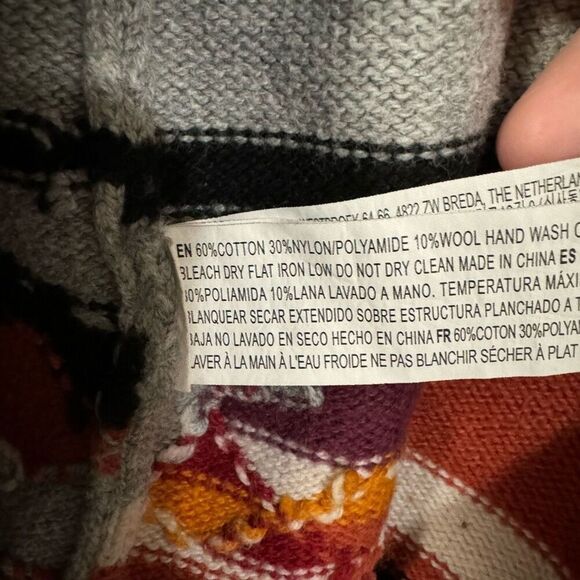 64 66, 4822 ZW BREDA, THE NETHERLAN
EN 60%COTTON 30%NYLON/POLYAMIDE 10%WOOL HAND WASH C
BLEACH DRY FLAT IRON LOW DO NOT DRY CLEAN MADE IN CHINA ES
30%POLIAMIDA 10%LANA LAVADO A MANO. TEMPERATURA MÁXI
BLANQUEAR SECAR EXTENDIDO SOBRE ESTRUCTURA PLANCHADO A T
BAJA NO LAVADO EN SECO HECHO EN CHINA FR 60%COTON 30%POLYAM
LAVER À LA MAIN À L'EAU FROIDE NE PAS BLANCHIR SÉCHER À PLAT